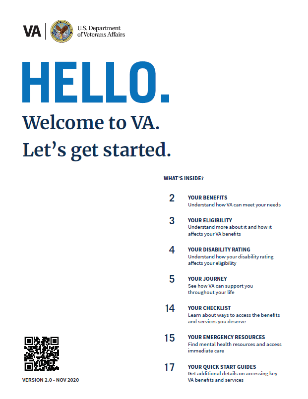 VA
U.S. Department
of Veterans Affairs
HELLO.
Welcome to VA.
Let's get started.
WHAT'S INSIDE?
2 YOUR BENEFITS
Understand how VA can meet your needs
3 YOUR ELIGIBILITY
Understand more about it and how it
affects your VA benefits
4 YOUR DISABILITY RATING
Understand how your disability rating
affects your eligibility
5 YOUR JOURNEY
See how VA can support you
throughout your life
14 YOUR CHECKLIST
Learn about ways to access the benefits
and services you deserve
15 YOUR EMERGENCY RESOURCES
Find mental health resources and access
immediate care
17 YOUR QUICK START GUIDES
Get additional details on accessing key
VA benefits and services
VERSION 2.0 - NOV 2020